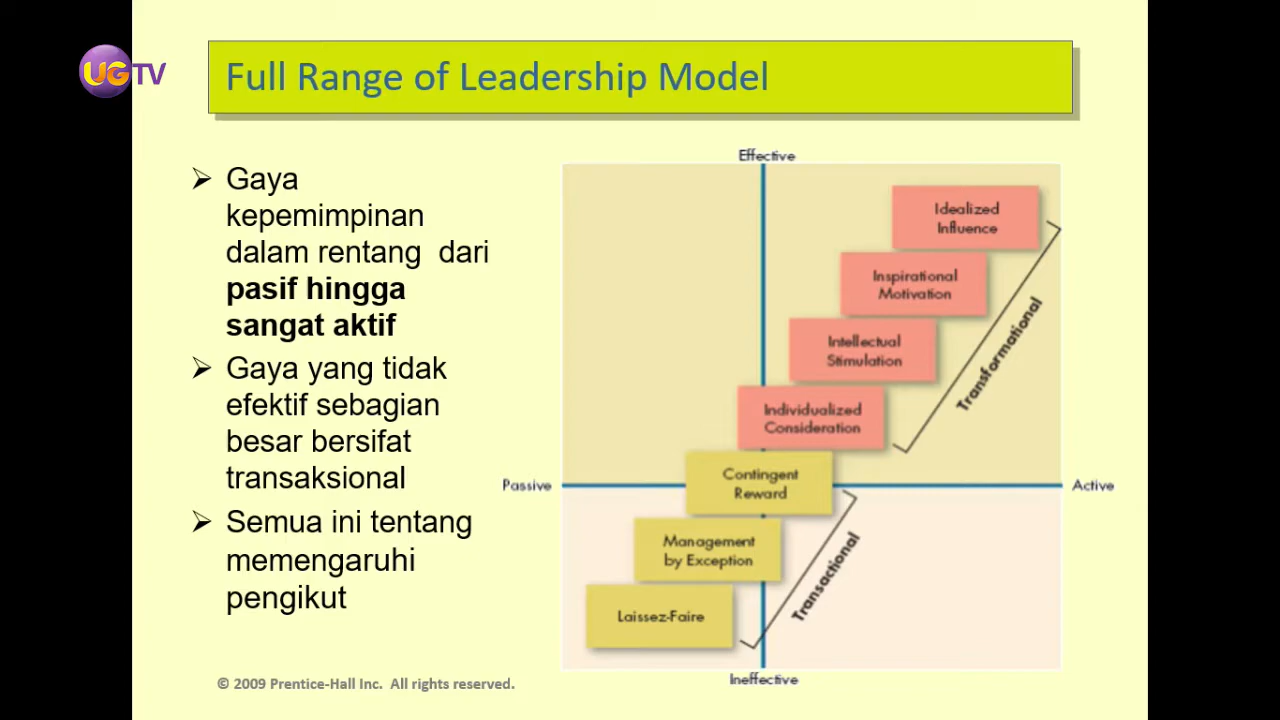 UGTV
Full Range of Leadership Model
Gaya
kepemimpinan
dalam rentang dari
pasif hingga
sangat aktif
Gaya yang tidak
efektif sebagian
besar bersifat
transaksional
Semua ini tentang
memengaruhi
pengikut
Effective
Idealized
Influence
Inspirational
Motivation
Intellectual
Stimulation
Individualized
Consideration
Transformational
Contingent
Reward
Passive
Active
Management
by Exception
Laissez-Faire
Transactional
Ineffective
© 2009 Prentice-Hall Inc. All rights reserved.